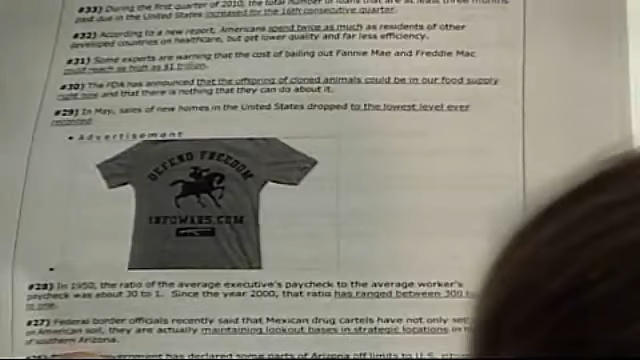 #33) During the first quarter of 2010, the total number of loans that are at least three months
past due in the United States increased for the 16th consecutive quarter.
#32) According to a new report, Americans spend twice as much as residents of other
developed countries on healthcare, but get lower quality and far less efficiency.
#31) Some experts are warning that the cost of bailing out Fannie Mae and Freddie Mac
could reach as high as $1 trillion.
#30) The FDA has announced that the offspring of cloned animals could be in our food supply
right now and that there is nothing that they can do about it.
#29) In May, sales of new homes in the United States dropped to the lowest level ever
recorded.
Advertisement
DEFEND FREEDOM
INFOWARS.COM
#28) In 1950, the ratio of the average executive's paycheck to the average worker's
paycheck was about 30 to 1. Since the year 2000, that ratio has ranged between 300
to one.
#27) Federal border officials recently said that Mexican drug cartels have not only set
on American soil, they are actually maintaining lookout bases in strategic locations in
of southern Arizona.
government has declared some parts of Arizona off limits to U.S.